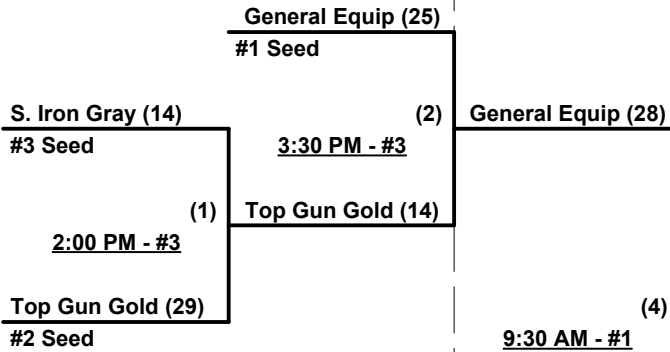 General Equip (25)
#1 Seed
S. Iron Gray (14)
#3 Seed
(2)
3:30 PM - #3
General Equip (28)
(1)
2:00 PM - #3
Top Gun Gold (14)
Top Gun Gold (29)
#2 Seed
(4)
9:30 AM - #1